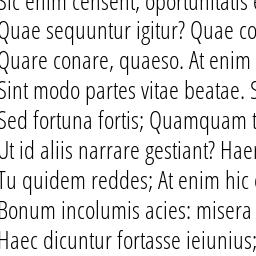 Sic enim censent, oportunitatis
Quae sequuntur igitur? Quae co
Quare conare, quaeso. At enim
Sint modo partes vitae beatae. S
Sed fortuna fortis; Quamquam t
Ut id aliis narrare gestiant? Hae
Tu quidem reddes; At enim hic
Bonum incolumis acies: misera
Haec dicuntur fortasse ieiunius;